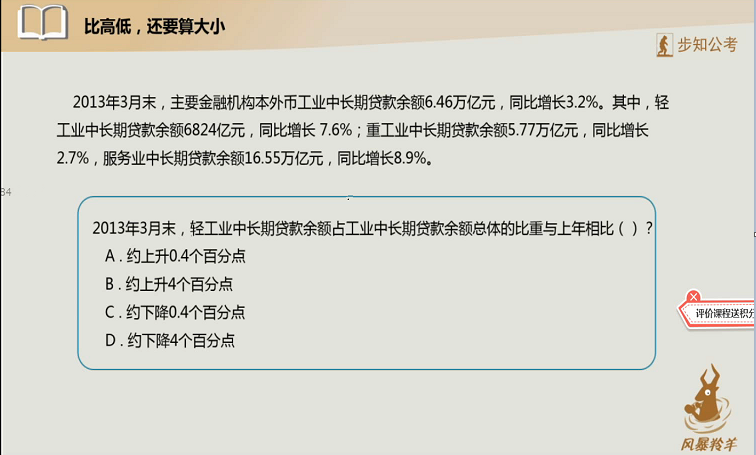 比高低，还要算大小
步知公考
2013年3月末，主要金融机构本外币工业中长期贷款余额6.46万亿元，同比增长3.2%。其中，轻
工业中长期贷款余额6824亿元，同比增长 7.6%；重工业中长期贷款余额5.77万亿元，同比增长
2.7%，服务业中长期贷款余额16.55万亿元，同比增长8.9%。
34
2013年3月末，轻工业中长期贷款余额占工业中长期贷款余额总体的比重与上年相比（ ）？
A．约上升0.4个百分点
B．约上升4个百分点
C．约下降0.4个百分点
D．约下降4个百分点
评价课程送积分
风暴羚羊